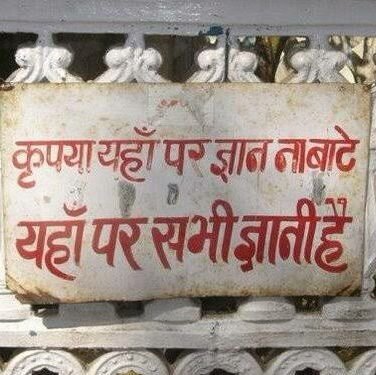 कृपया यहाँ पर ज्ञान ना बाटे
यहाँ पर सभी ज्ञानी है